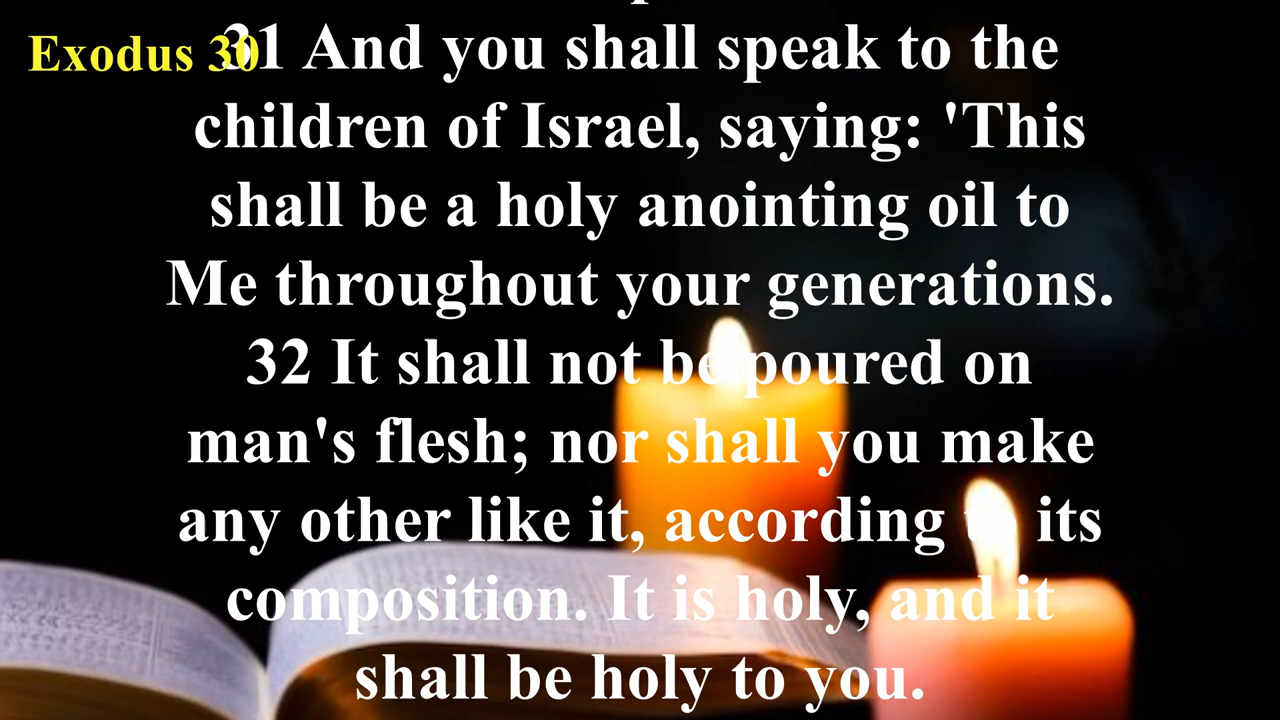 Exodus 30
31 And you shall speak to the
children of Israel, saying: 'This
shall be a holy anointing oil to
Me throughout your generations.
32 It shall not be poured on
man's flesh; nor shall you make
any other like it, according to its
composition. It is holy, and it
shall be holy to you.